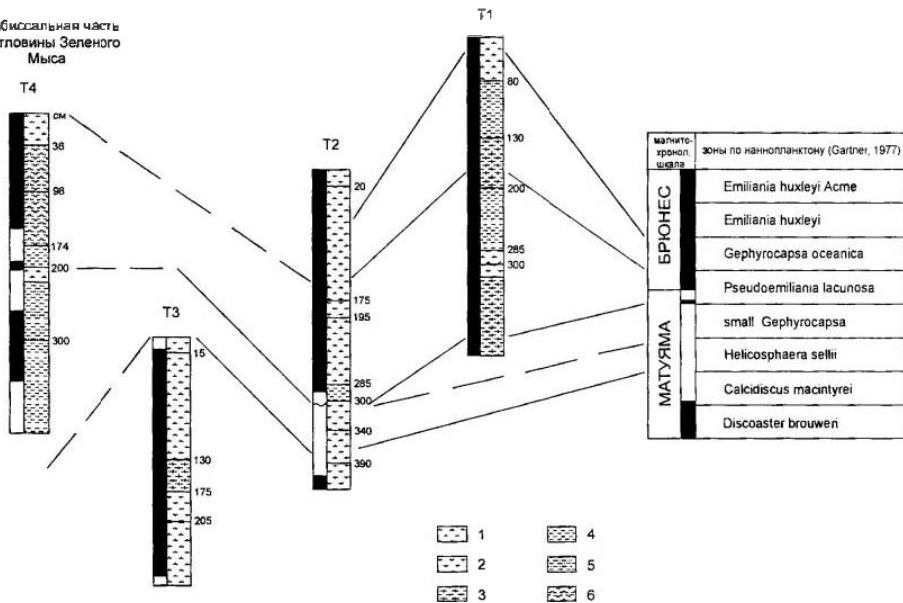 биссальная часть
тловины Зеленого
Мыса
T4
см
36
98
174
200
300
T3
15
130
175
205
T2
20
175
195
285
300
340
390
T1
80
130
200
285
300
магнито-
хронол.
шкала
зоны по наннопланктону (Gartner, 1977)
БРЮНЕС
МАТУЯМА
Emiliania huxleyi Acme
Emiliania huxleyi
Gephyrocapsa oceanica
Pseudoemiliania lacunosa
small Gephyrocapsa
Helicosphaera sellii
Calcidiscus macintyrei
Discoaster brouweri
1
2
3
4
5
6